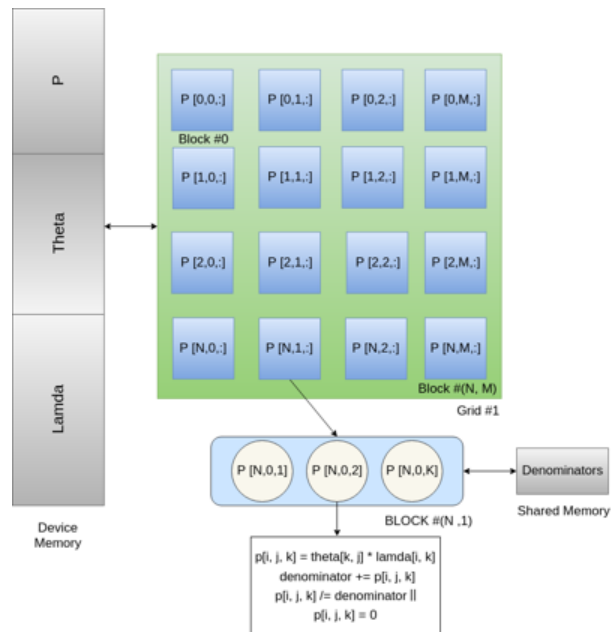 P
Theta
Lamda
Device
Memory
P [0,0,:]
P [0,1,:]
P [0,2,:]
P [0,M,:]
Block #0
P [1,0,:]
P [1,1,:]
P [1,2,:]
P [1,M,:]
P [2,0,:]
P [2,1,:]
P [2,2,:]
P [2,M,:]
P [N,0,:]
P [N,1,:]
P [N,2,:]
P [N,M,:]
Block #(N, M)
Grid #1
P [N,0,1]
P [N,0,2]
P [N,0,K]
BLOCK #(N ,1)
Denominators
Shared Memory
p[i, j, k] = theta[k, j] * lamda[i, k]
denominator += p[i, j, k]
p[i, j, k] /= denominator ||
p[i, j, k] = 0